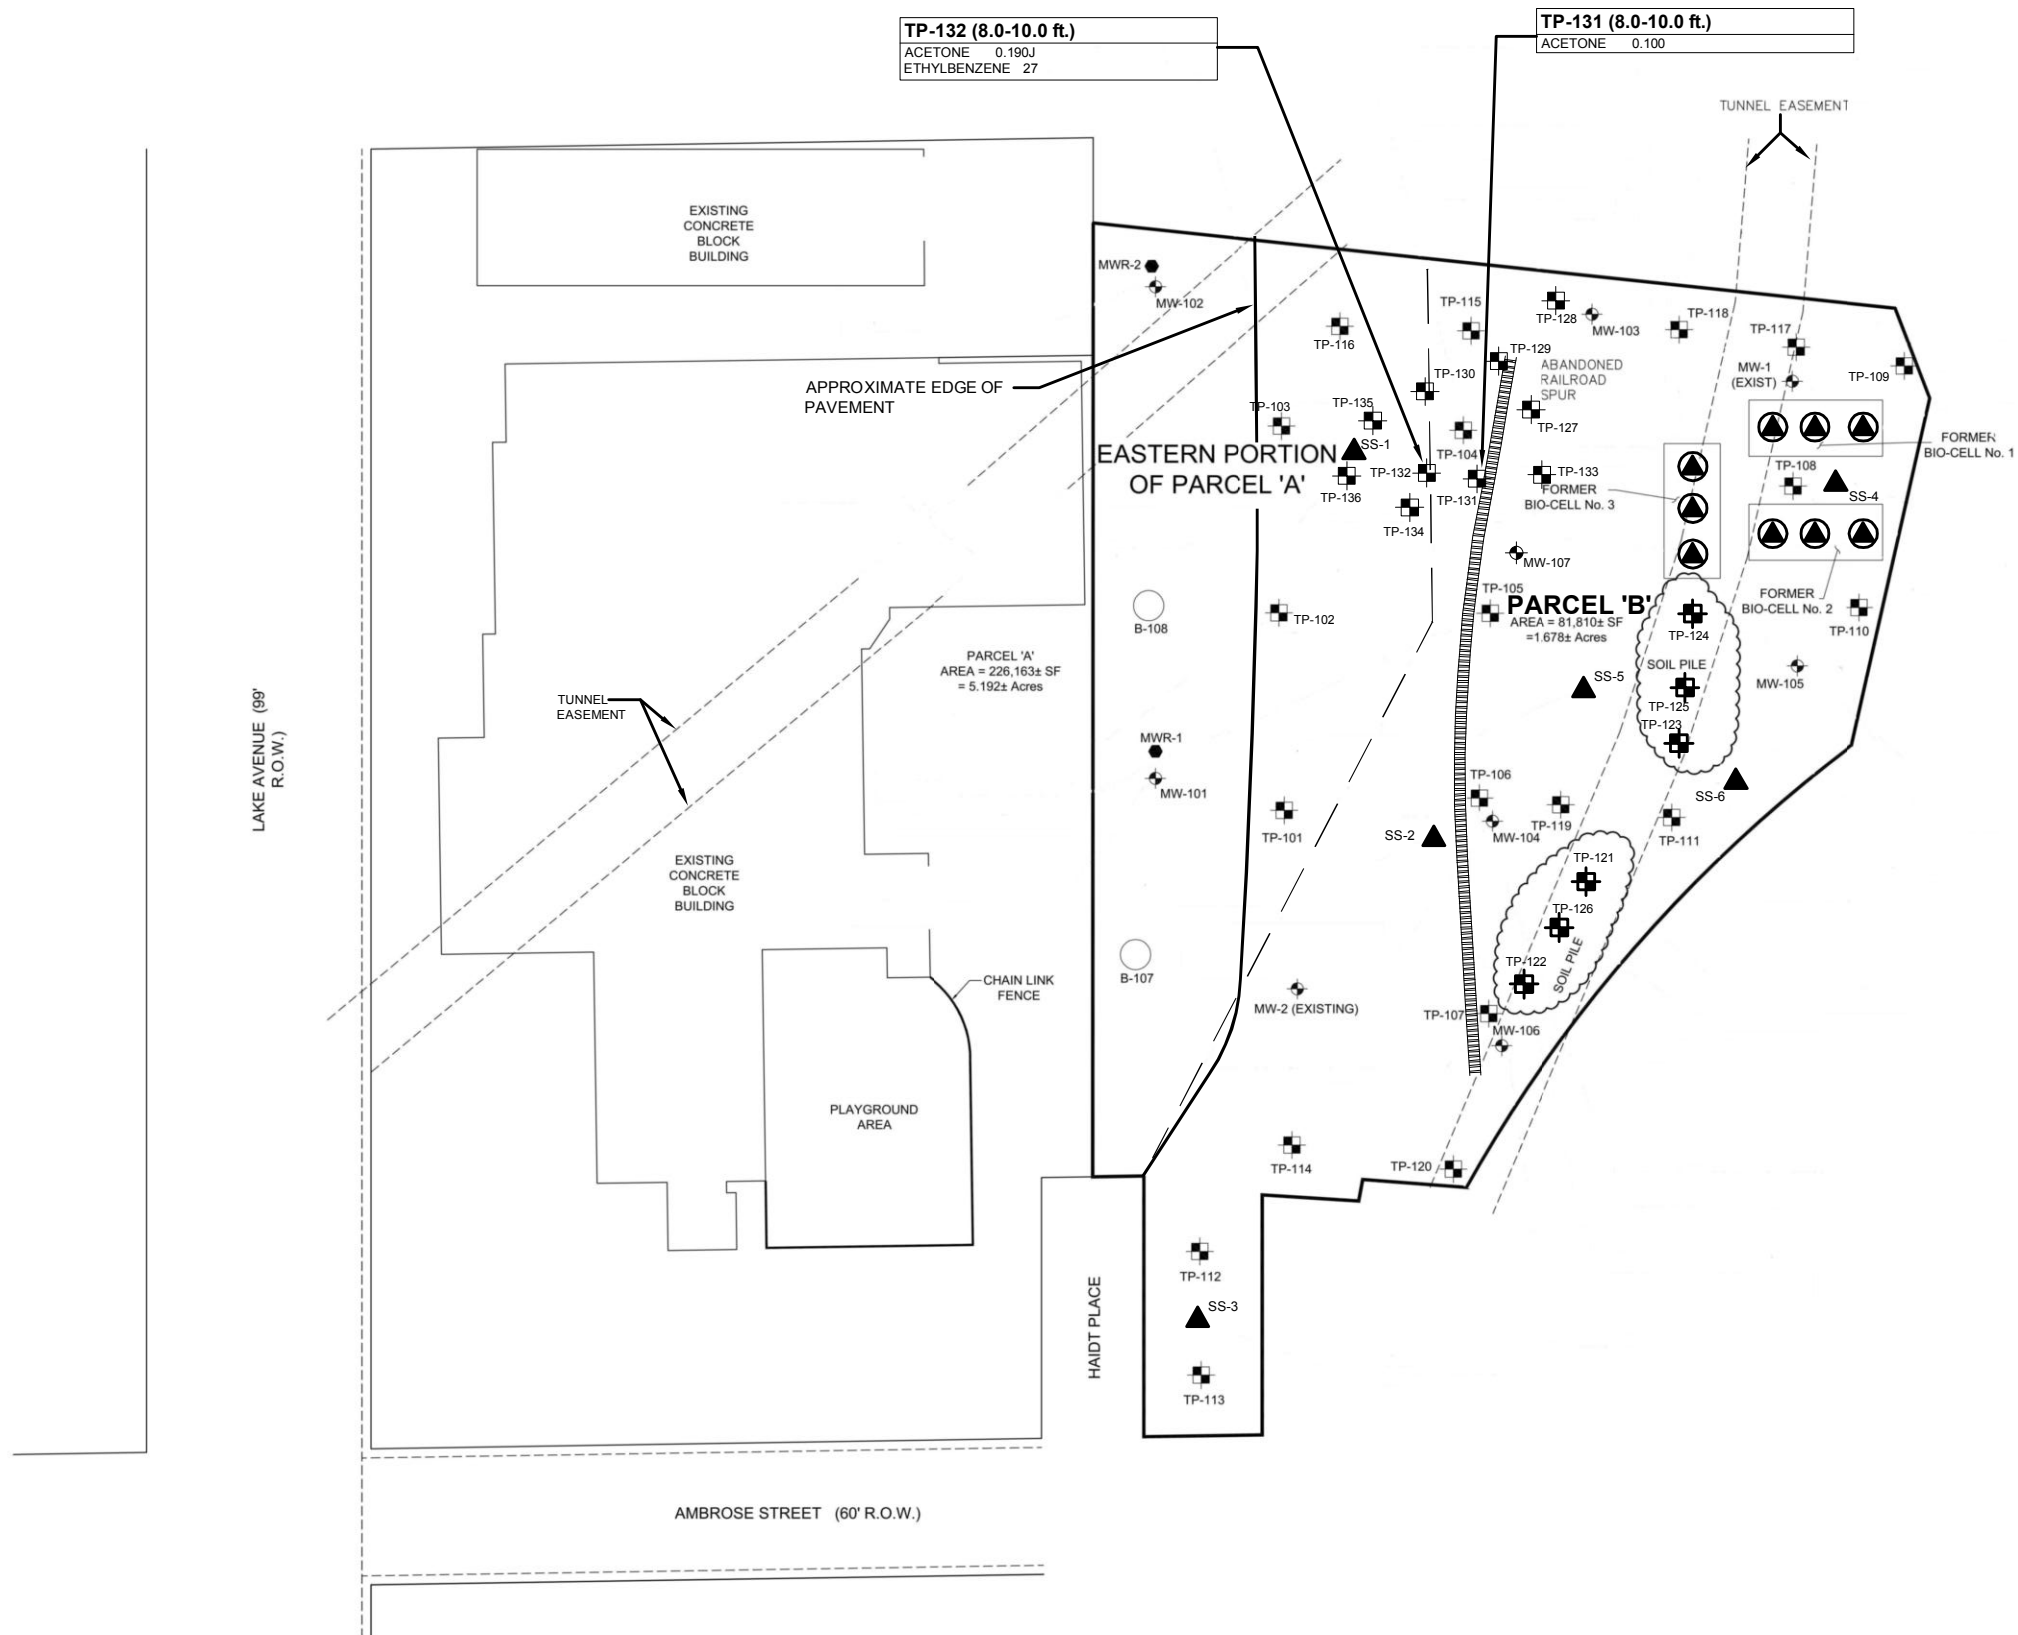 TP-132 (8.0-10.0 ft.)
ACETONE 0.190J
ETHYLBENZENE 27
TP-131 (8.0-10.0 ft.)
ACETONE 0.100
TUNNEL EASEMENT
EXISTING
CONCRETE
BLOCK
BUILDING
MWR-2
MW-102
TP-116
TP-115
TP-128
MW-103
TP-118
TP-117
TP-129
ABANDONED
RAILROAD
SPUR
MW-1
(EXIST)
TP-109
APPROXIMATE EDGE OF
PAVEMENT
TP-130
TP-103
TP-135
TP-127
SS-1
TP-104
FORMER
BIO-CELL No. 1
EASTERN PORTION
OF PARCEL 'A'
TP-132
TP-136
TP-131
TP-133
TP-134
FORMER
BIO-CELL No. 3
TP-108
SS-4
MW-107
B-108
TP-102
TP-105
PARCEL 'B'
AREA = 81,810± SF
=1.678± Acres
FORMER
BIO-CELL No. 2
TP-110
TP-124
PARCEL 'A'
AREA = 226,163± SF
= 5.192± Acres
SOIL PILE
SS-5
MW-105
TP-125
TP-123
TUNNEL
EASEMENT
LAKE AVENUE (99'
R.O.W.)
MWR-1
MW-101
TP-106
MW-104
TP-119
SS-6
TP-111
TP-101
SS-2
EXISTING
CONCRETE
BLOCK
BUILDING
TP-121
TP-126
TP-122
SOIL PILE
B-107
CHAIN LINK
FENCE
MW-2 (EXISTING)
TP-107
MW-106
PLAYGROUND
AREA
TP-114
TP-120
TP-112
SS-3
TP-113
HAIDT PLACE
AMBROSE STREET (60' R.O.W.)